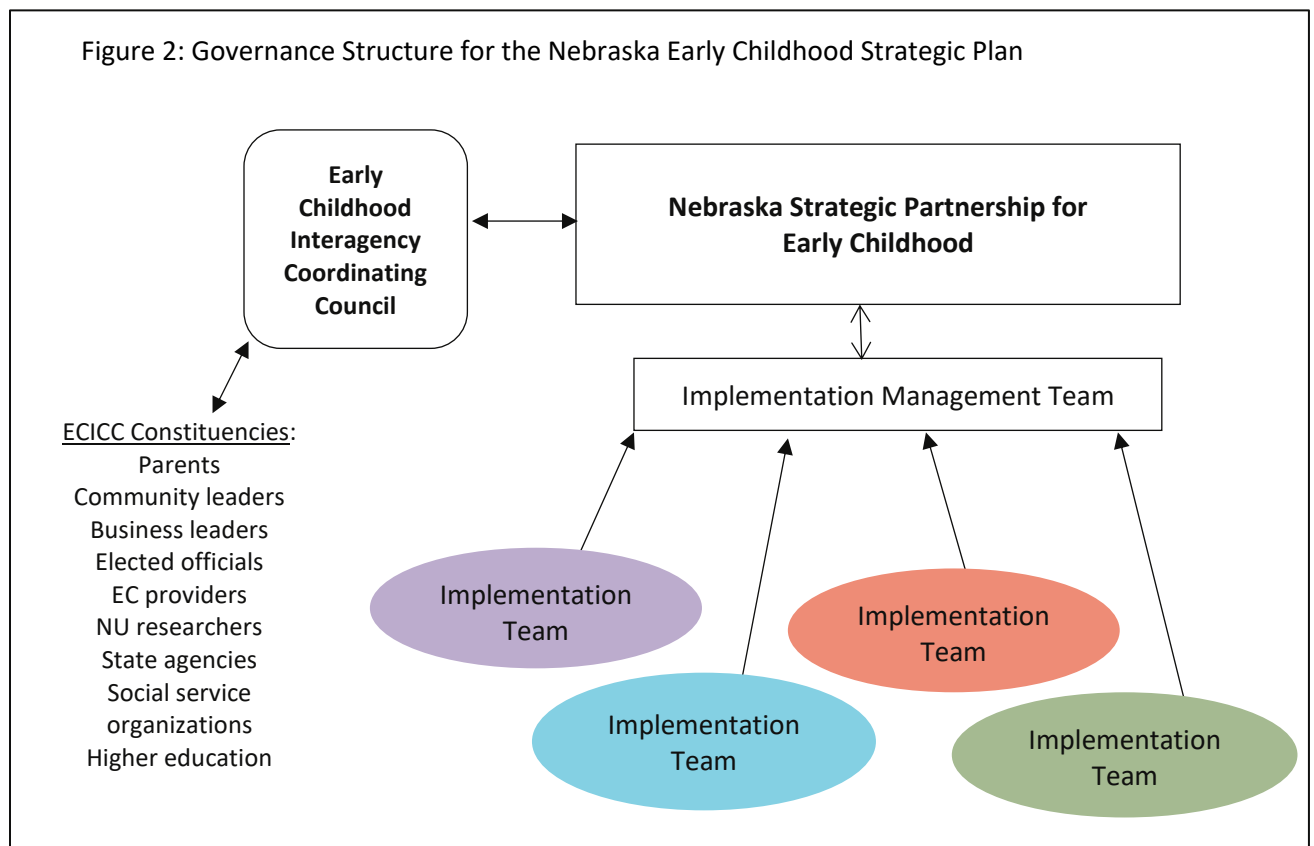 Figure 2: Governance Structure for the Nebraska Early Childhood Strategic Plan
Early
Childhood
Interagency
Coordinating
Council
Nebraska Strategic Partnership for
Early Childhood
Implementation Management Team
ECICC Constituencies:
Parents
Community leaders
Business leaders
Elected officials
EC providers
NU researchers
State agencies
Social service
organizations
Higher education
Implementation
Team
Implementation
Team
Implementation
Team
Implementation
Team